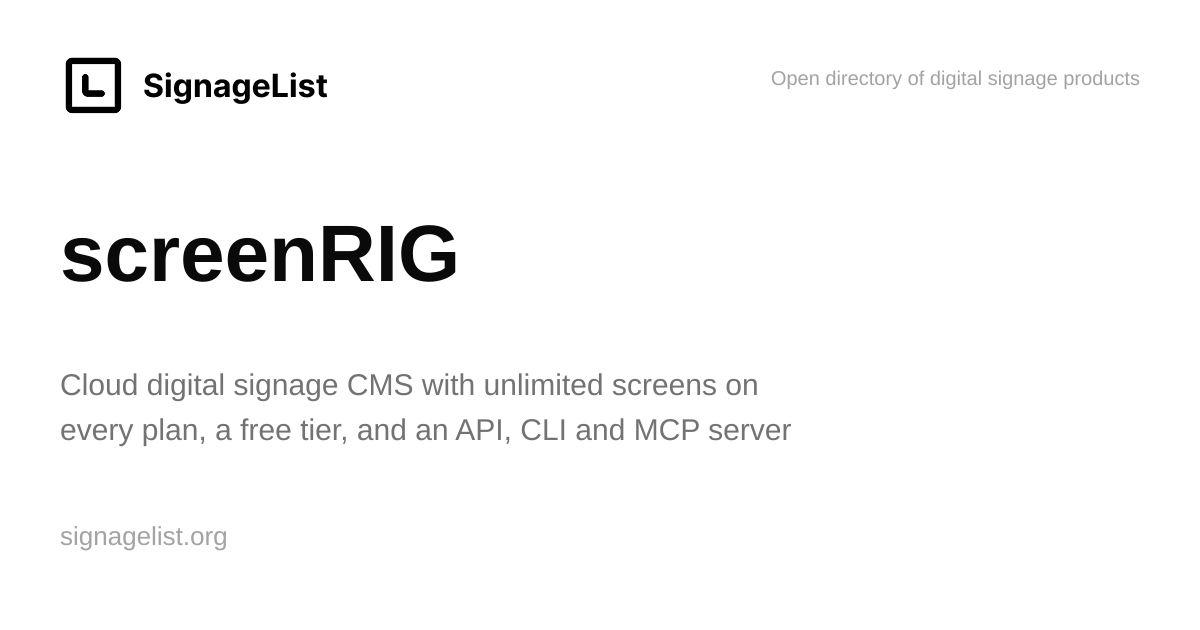 SignageList
Open directory of digital signage products
screenRIG
Cloud digital signage CMS with unlimited screens on
every plan, a free tier, and an API, CLI and MCP server
signagelist.org